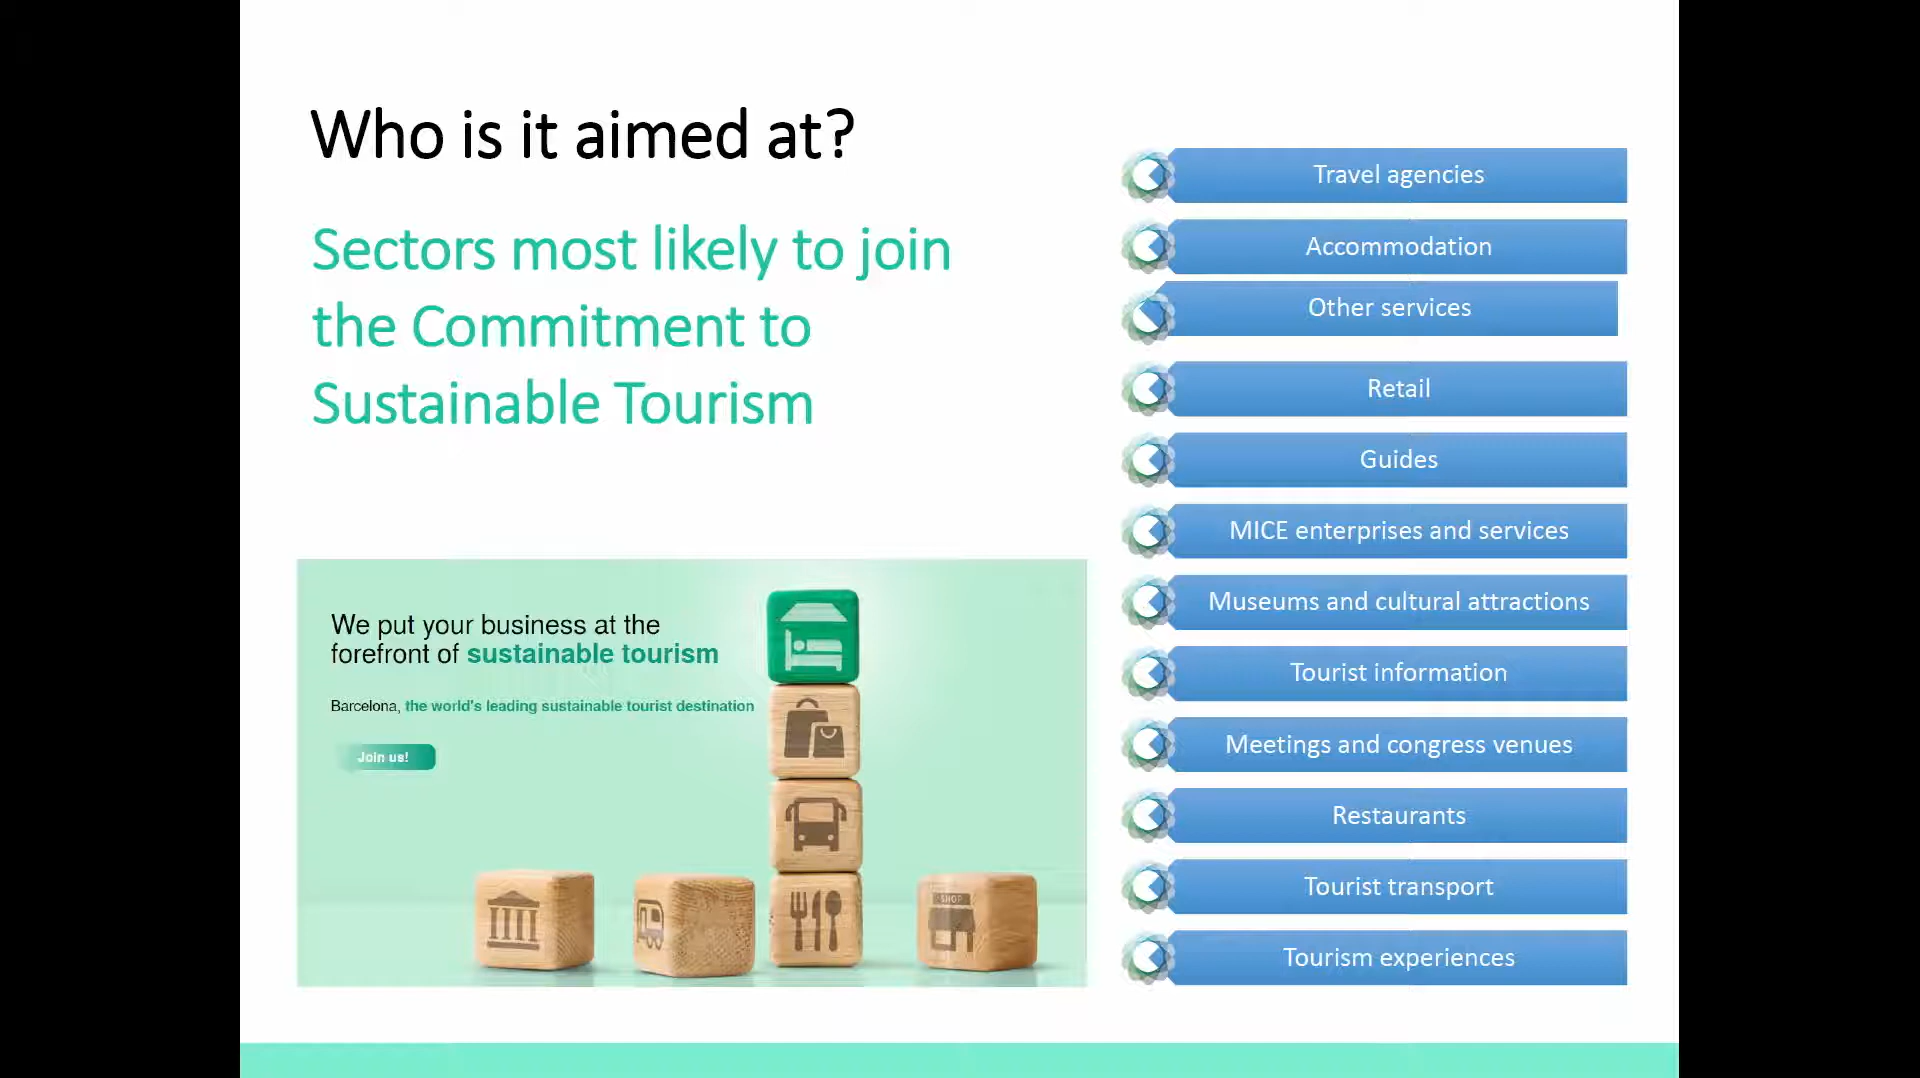 Who is it aimed at?
Sectors most likely to join
the Commitment to
Sustainable Tourism
We put your business at the
forefront of sustainable tourism
Barcelona, the world's leading sustainable tourist destination
Join us!
SHOP
Travel agencies
Accommodation
Other services
Retail
Guides
MICE enterprises and services
Museums and cultural attractions
Tourist information
Meetings and congress venues
Restaurants
Tourist transport
Tourism experiences